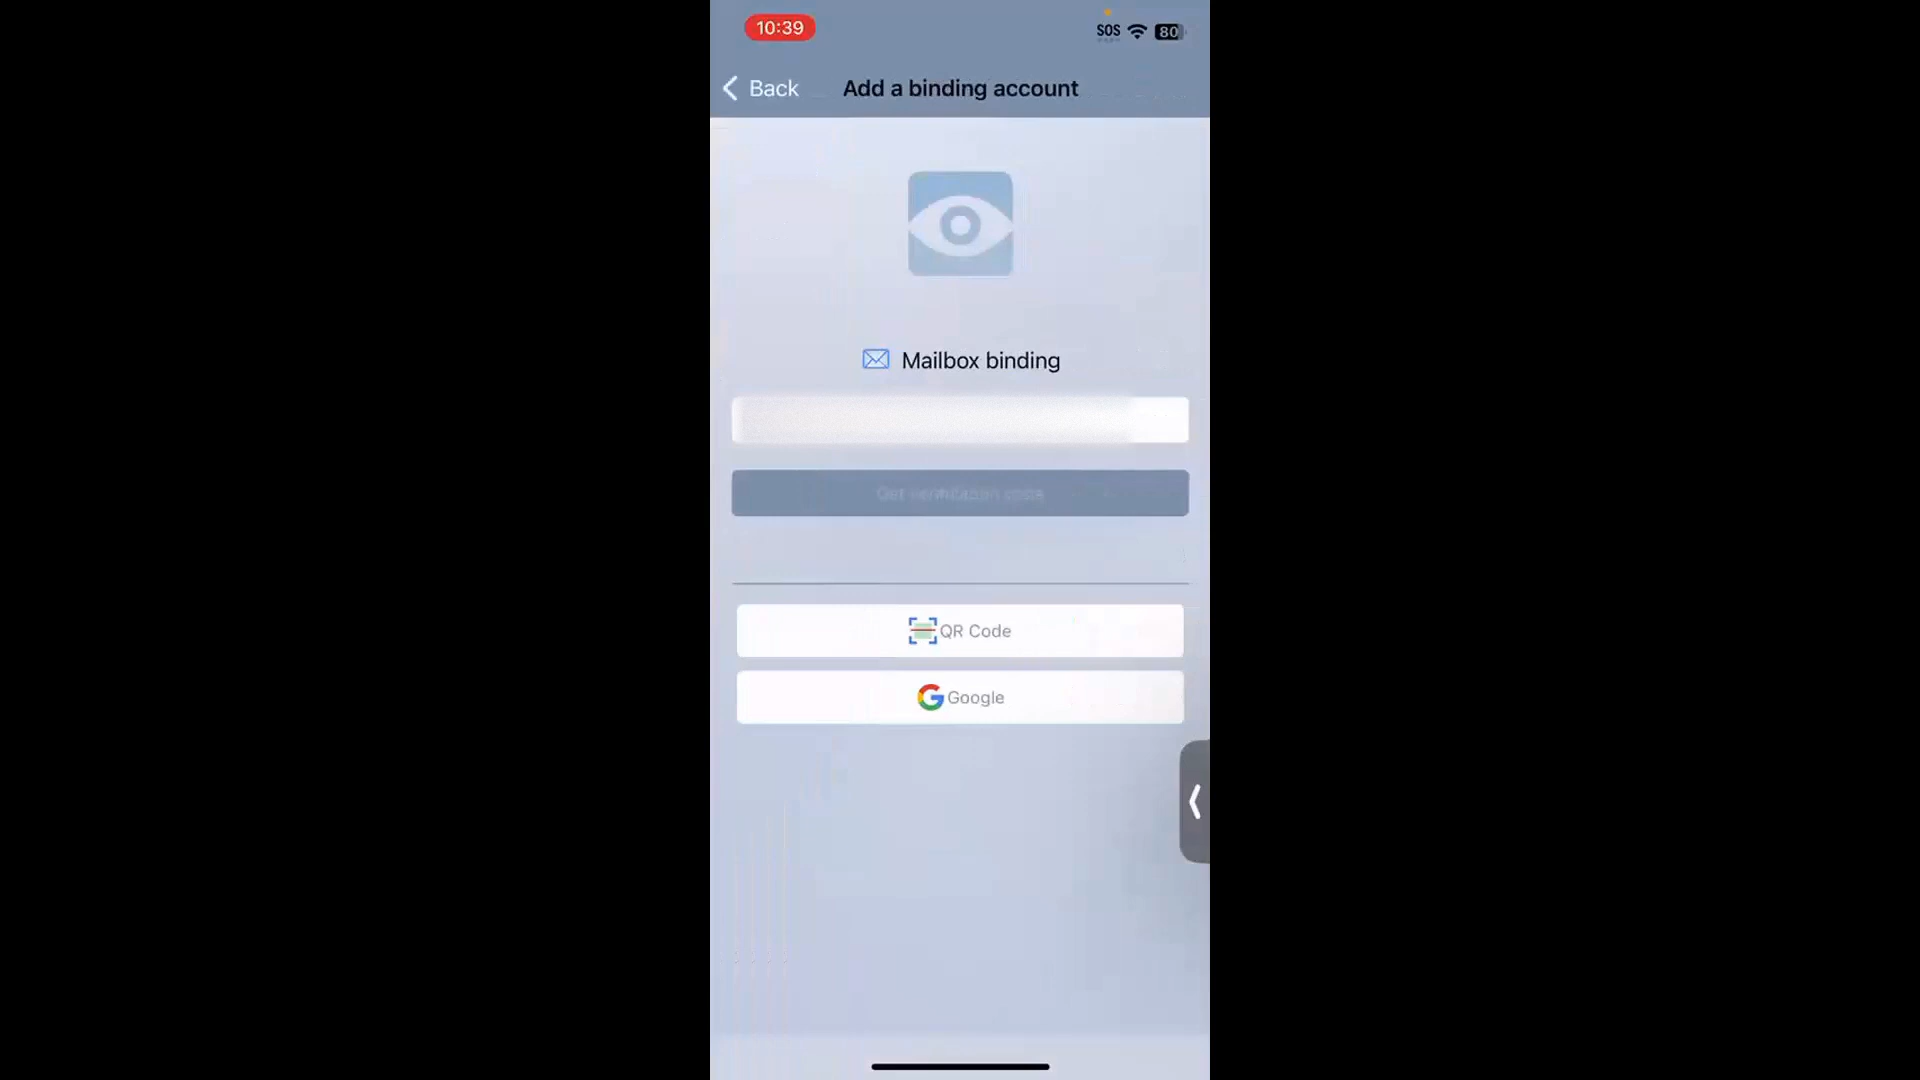 10:39
SOS
80
Back
Add a binding account
Mailbox binding
Get verification code
QR Code
Google